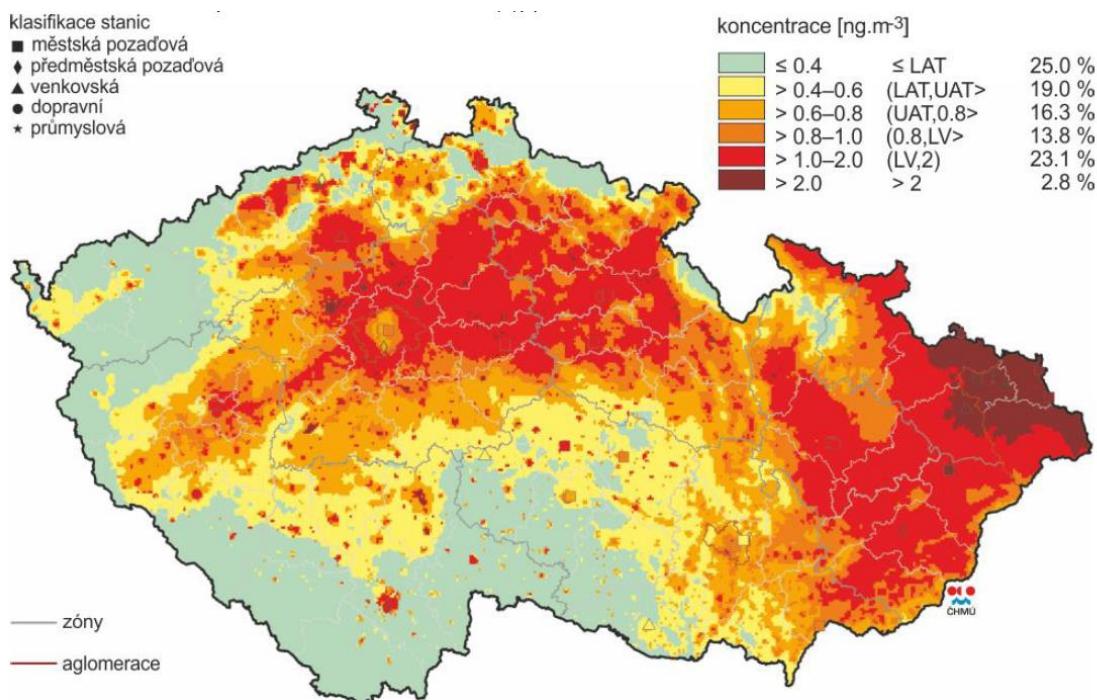 klasifikace stanic
■ městská pozaďová
♦ předměstská pozaďová
▲ venkovská
● dopravní
★ průmyslová
koncentrace [ng.m-3]
≤ 0.4 ≤ LAT 25.0 %
> 0.4–0.6 (LAT,UAT> 19.0 %
> 0.6–0.8 (UAT,0.8> 16.3 %
> 0.8–1.0 (0.8,LV> 13.8 %
> 1.0–2.0 (LV,2) 23.1 %
> 2.0 > 2 2.8 %
ČHMÚ
zóny
aglomerace